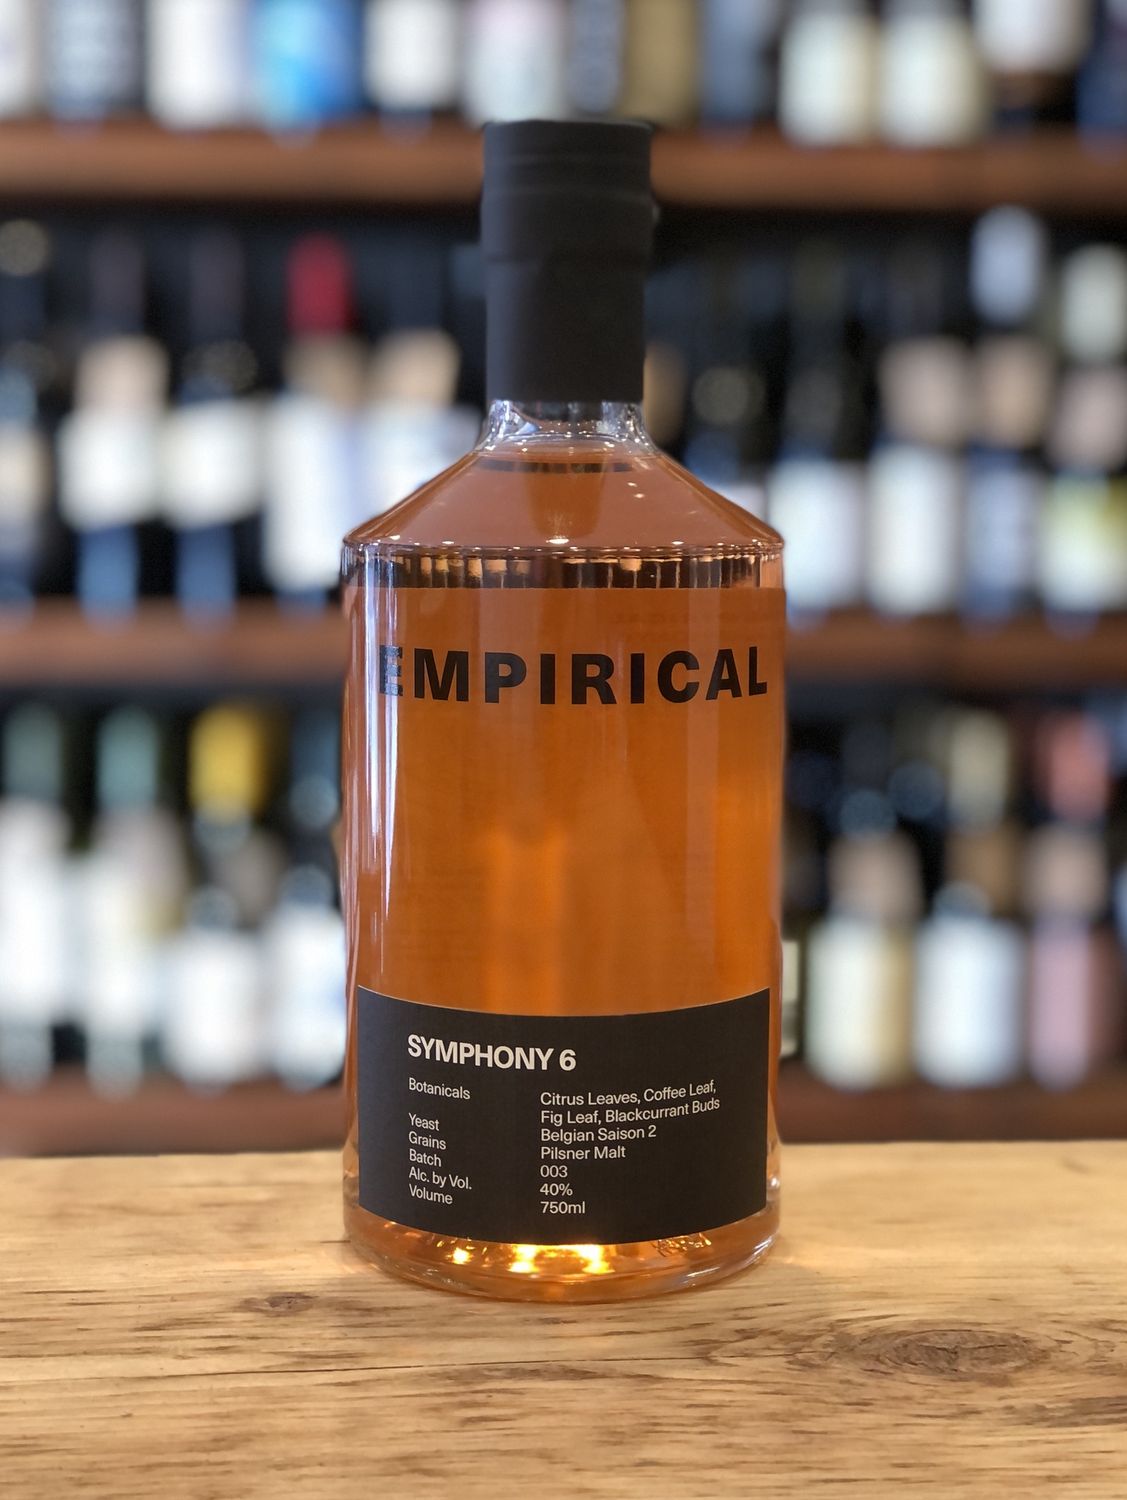 EMPIRICAL
SYMPHONY 6
Botanicals Citrus Leaves, Coffee Leaf,
Fig Leaf, Blackcurrant Buds
Yeast Belgian Saison 2
Grains Pilsner Malt
Batch 003
Alc. by Vol. 40%
Volume 750ml